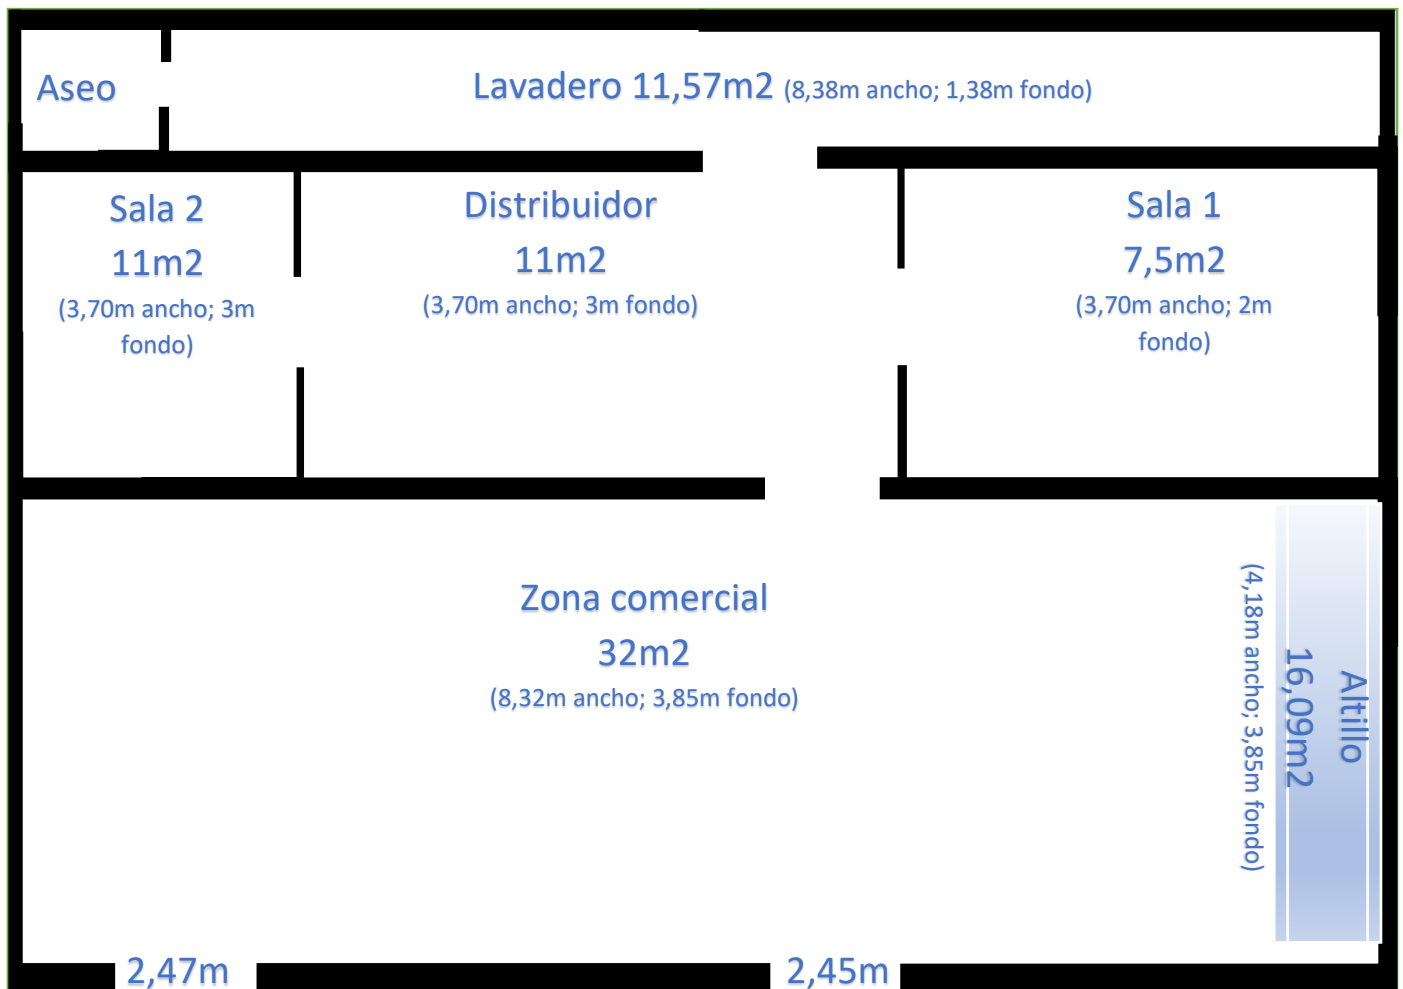 Aseo
Lavadero 11,57m2 (8,38m ancho; 1,38m fondo)
Sala 2
11m2
(3,70m ancho; 3m
fondo)
Distribuidor
11m2
(3,70m ancho; 3m fondo)
Sala 1
7,5m2
(3,70m ancho; 2m
fondo)
Zona comercial
32m2
(8,32m ancho; 3,85m fondo)
Altillo
16,09m2
(4,18m ancho; 3,85m fondo)
2,47m
2,45m